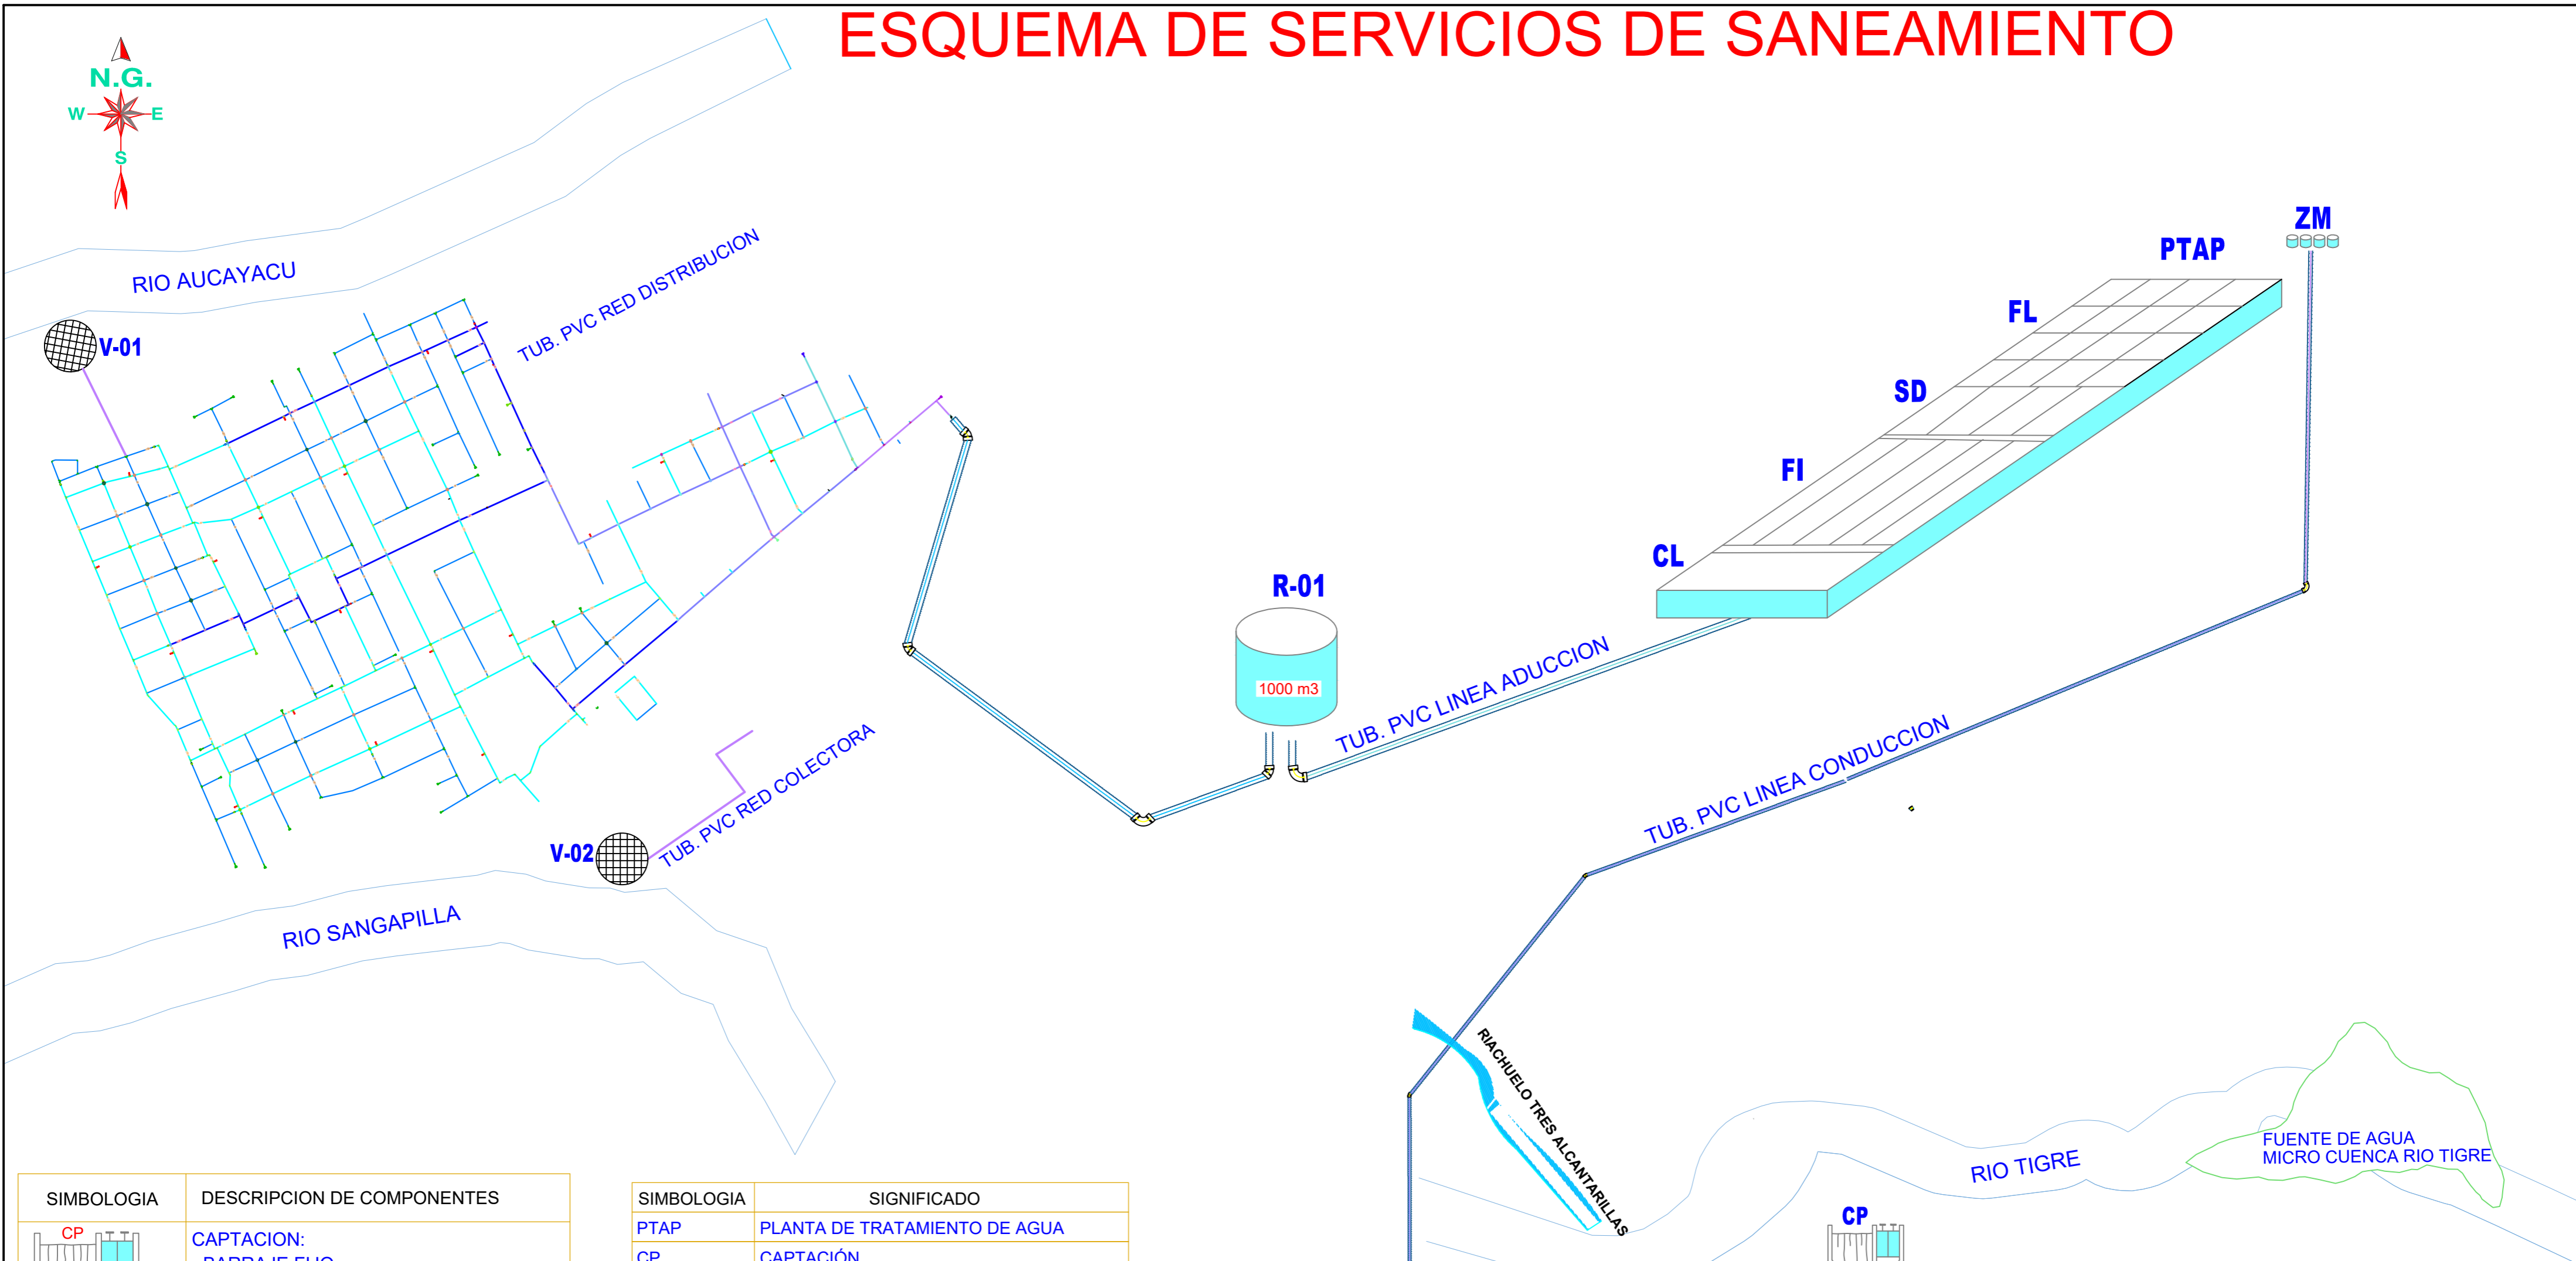 ESQUEMA DE SERVICIOS DE SANEAMIENTO
N.G.
W E
S
RIO AUCAYACU
V-01
TUB. PVC RED DISTRIBUCION
ZM
PTAP
FL
SD
FI
CL
R-01
1000 m3
TUB. PVC LINEA ADUCCION
TUB. PVC LINEA CONDUCCION
V-02
TUB. PVC RED COLECTORA
RIO SANGAPILLA
RIACHUELO TRES ALCANTARILLAS
RIO TIGRE
FUENTE DE AGUA
MICRO CUENCA RIO TIGRE
CP
SIMBOLOGIA DESCRIPCION DE COMPONENTES
CP
CAPTACION:
SIMBOLOGIA SIGNIFICADO
PTAP PLANTA DE TRATAMIENTO DE AGUA
CP CAPTACIÓN